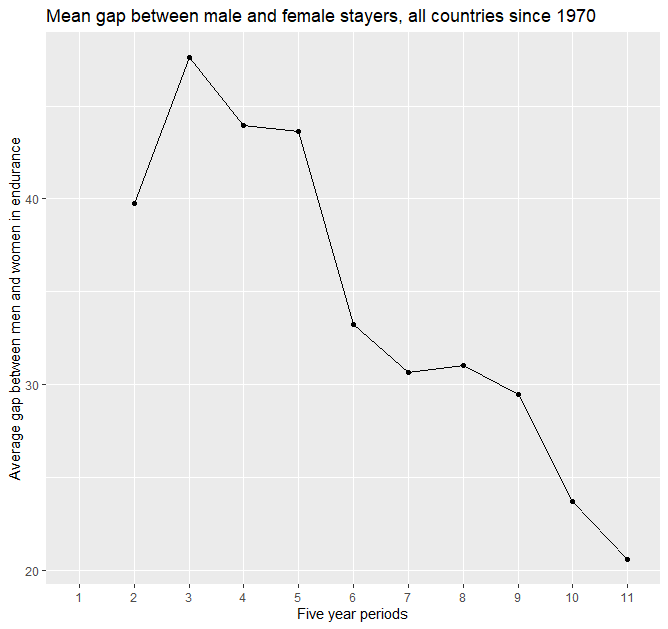 Mean gap between male and female stayers, all countries since 1970
Average gap between men and women in endurance
40
30
20
1 2 3 4 5 6 7 8 9 10 11
Five year periods